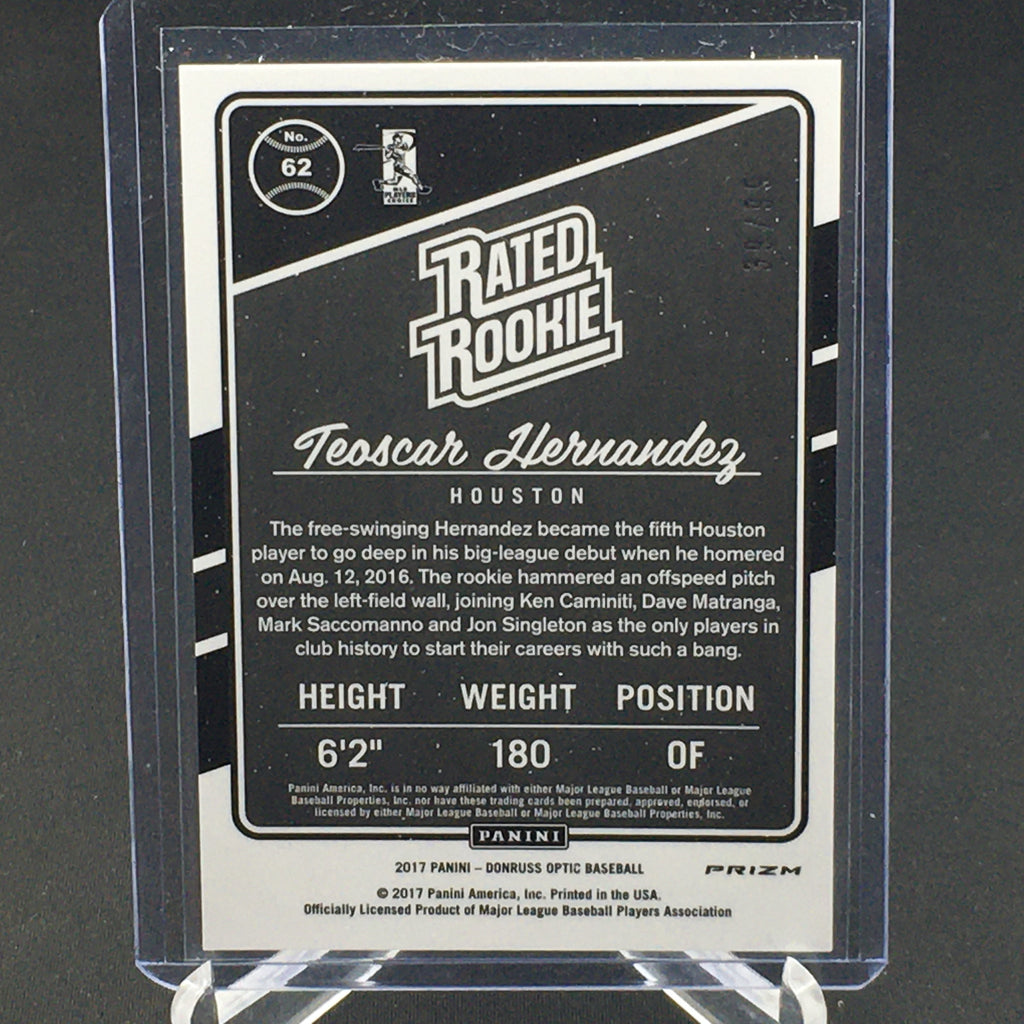 No.
62
MLB
PLAYERS
CHOICE
RATED
ROOKIE
Teoscar Hernandez
HOUSTON
The free-swinging Hernandez became the fifth Houston
player to go deep in his big-league debut when he homered
on Aug. 12, 2016. The rookie hammered an offspeed pitch
over the left-field wall, joining Ken Caminiti, Dave Matranga,
Mark Saccomanno and Jon Singleton as the only players in
club history to start their careers with such a bang.
HEIGHT WEIGHT POSITION
6'2" 180 OF
Panini America, Inc. is in no way affiliated with either Major League Baseball or Major League
Baseball Properties, Inc. nor have these trading cards been prepared, approved, endorsed, or
licensed by either Major League Baseball or Major League Baseball Properties, Inc.
PANINI
2017 PANINI – DONRUSS OPTIC BASEBALL
PRIZM
© 2017 Panini America, Inc. Printed in the USA.
Officially Licensed Product of Major League Baseball Players Association